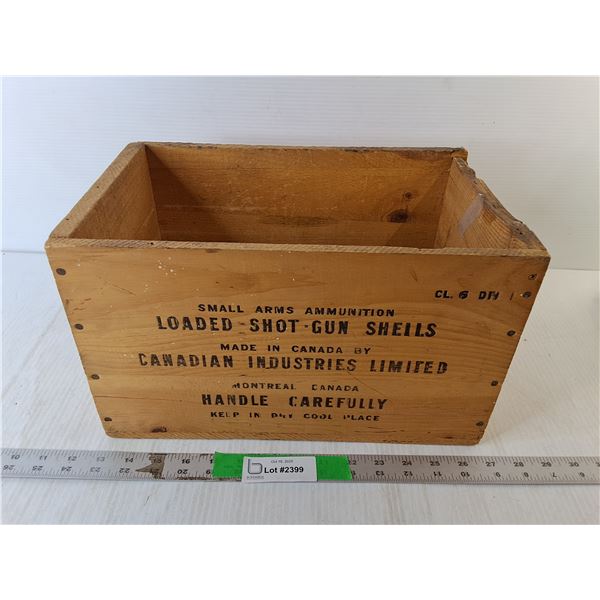 CL. 6 DIV 1
SMALL ARMS AMMUNITION
LOADED-SHOT-GUN SHELLS
MADE IN CANADA BY
CANADIAN INDUSTRIES LIMITED
MONTREAL CANADA
HANDLE CAREFULLY
KEEP IN DRY COOL PLACE
Lot #2399